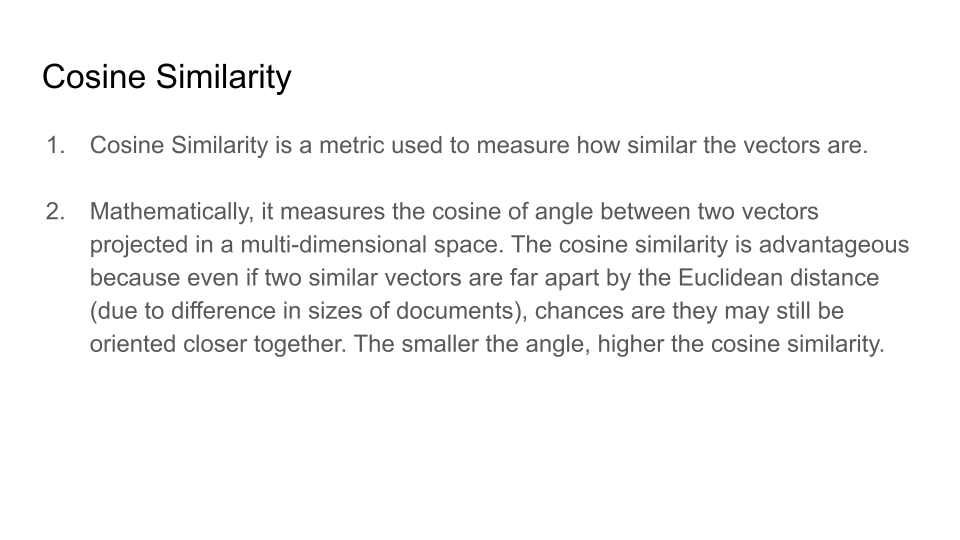 Cosine Similarity
1. Cosine Similarity is a metric used to measure how similar the vectors are.
2. Mathematically, it measures the cosine of angle between two vectors
projected in a multi-dimensional space. The cosine similarity is advantageous
because even if two similar vectors are far apart by the Euclidean distance
(due to difference in sizes of documents), chances are they may still be
oriented closer together. The smaller the angle, higher the cosine similarity.